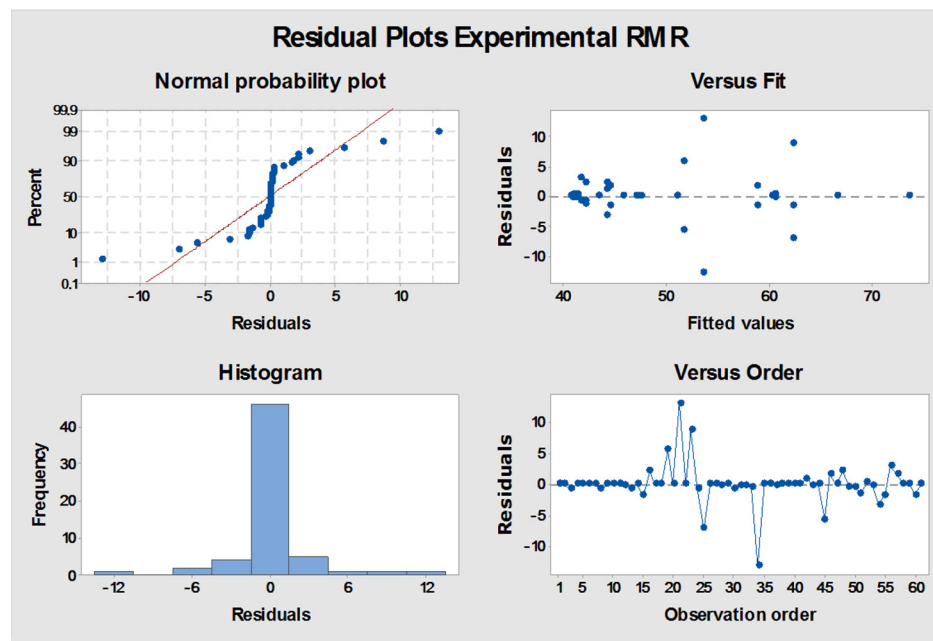 Residual Plots Experimental RMR
Normal probability plot
99.9
99
90
50
10
1
0.1
Percent
-10 -5 0 5 10
Residuals
Versus Fit
10
5
0
-5
-10
Residuals
40 50 60 70
Fitted values
Histogram
40
30
20
10
0
Frequency
-12 -6 0 6 12
Residuals
Versus Order
10
5
0
-5
-10
Residuals
1 5 10 15 20 25 30 35 40 45 50 55 60
Observation order